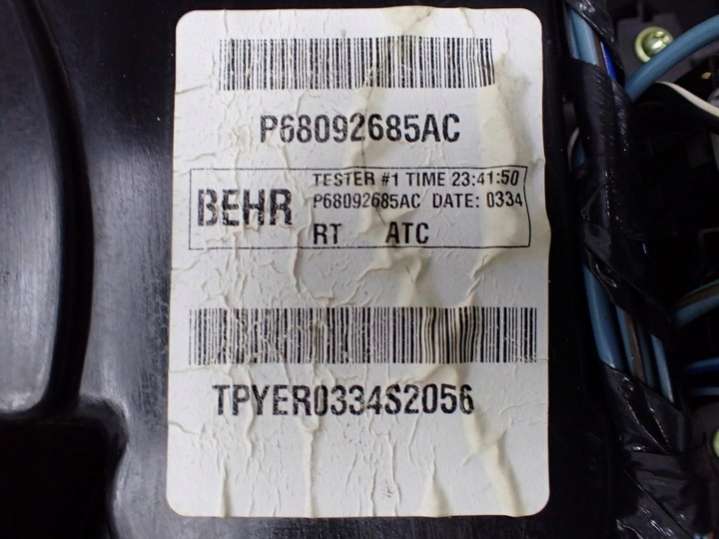 P68092685AC
BEHR
TESTER #1 TIME 23:41:50
P68092685AC DATE: 0334
RT ATC
TPYER0334S2056